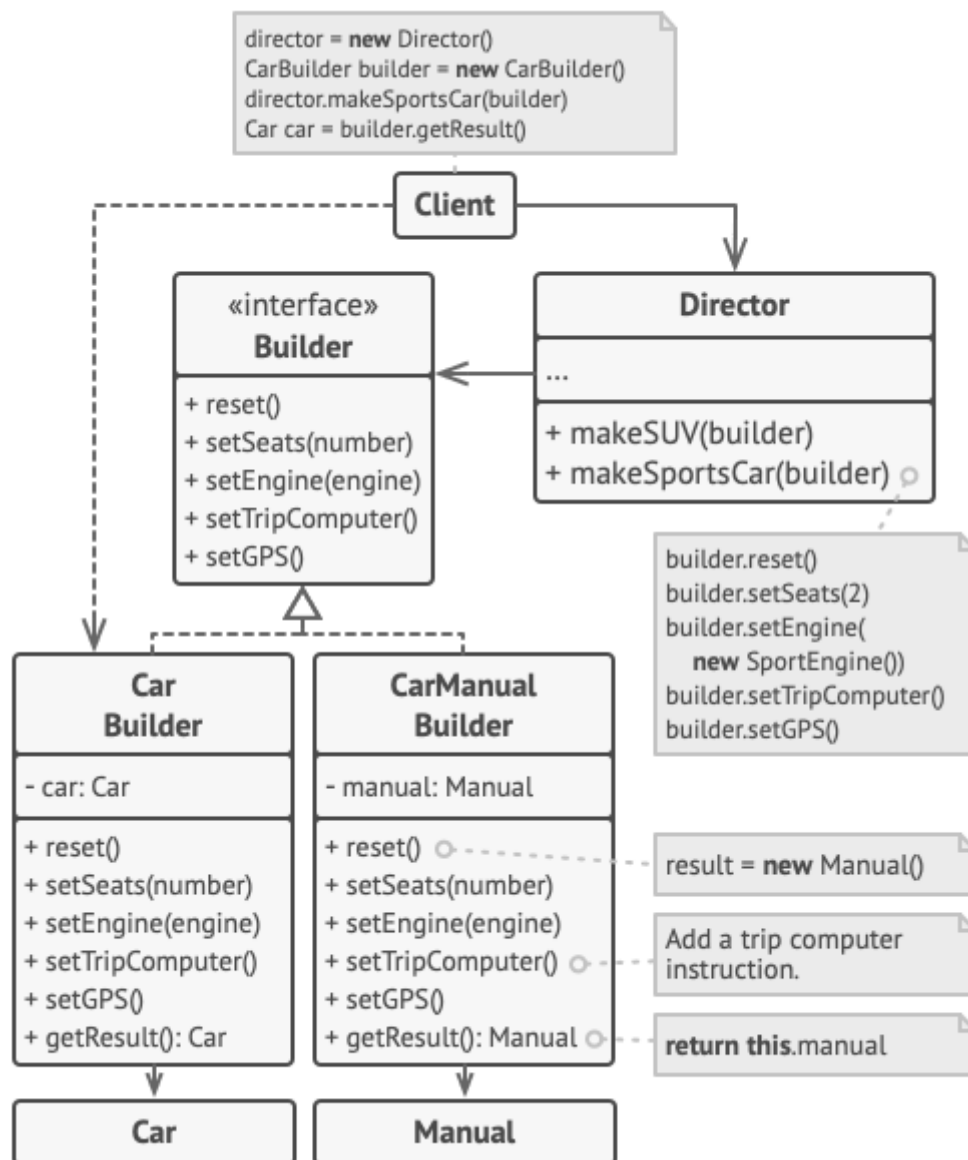 director = new Director()
CarBuilder builder = new CarBuilder()
director.makeSportsCar(builder)
Car car = builder.getResult()
Client
«interface»
Builder
+ reset()
+ setSeats(number)
+ setEngine(engine)
+ setTripComputer()
+ setGPS()
Director
...
+ makeSUV(builder)
+ makeSportsCar(builder)
builder.reset()
builder.setSeats(2)
builder.setEngine(
new SportEngine())
builder.setTripComputer()
builder.setGPS()
Car
Builder
- car: Car
+ reset()
+ setSeats(number)
+ setEngine(engine)
+ setTripComputer()
+ setGPS()
+ getResult(): Car
CarManual
Builder
- manual: Manual
+ reset()
+ setSeats(number)
+ setEngine(engine)
+ setTripComputer()
+ setGPS()
+ getResult(): Manual
result = new Manual()
Add a trip computer
instruction.
return this.manual
Car
Manual